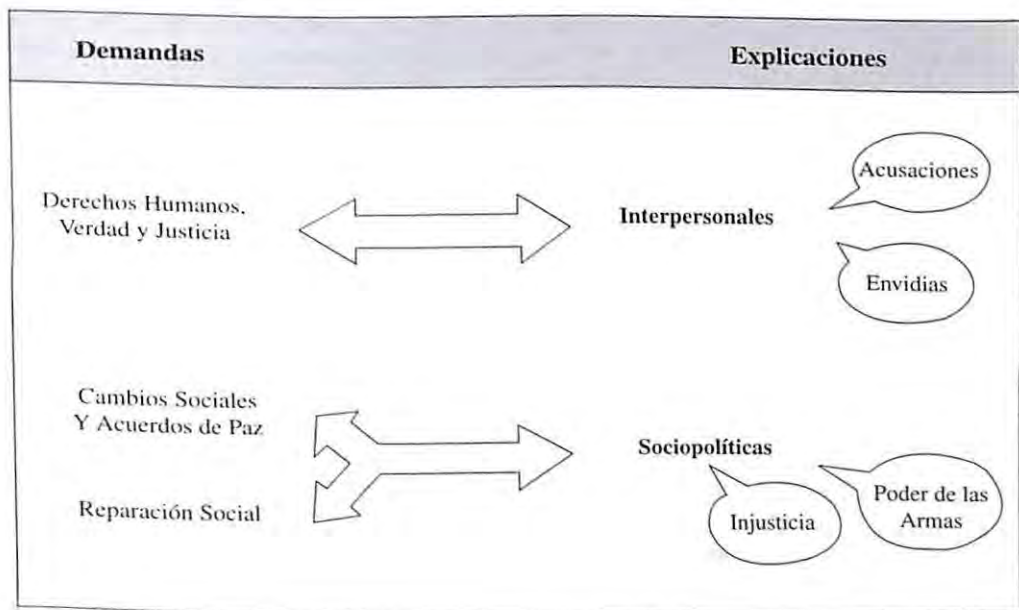 Demandas
Explicaciones
Derechos Humanos,
Verdad y Justicia
Interpersonales
Acusaciones
Envidias
Cambios Sociales
Y Acuerdos de Paz
Reparación Social
Sociopolíticas
Injusticia
Poder de las
Armas